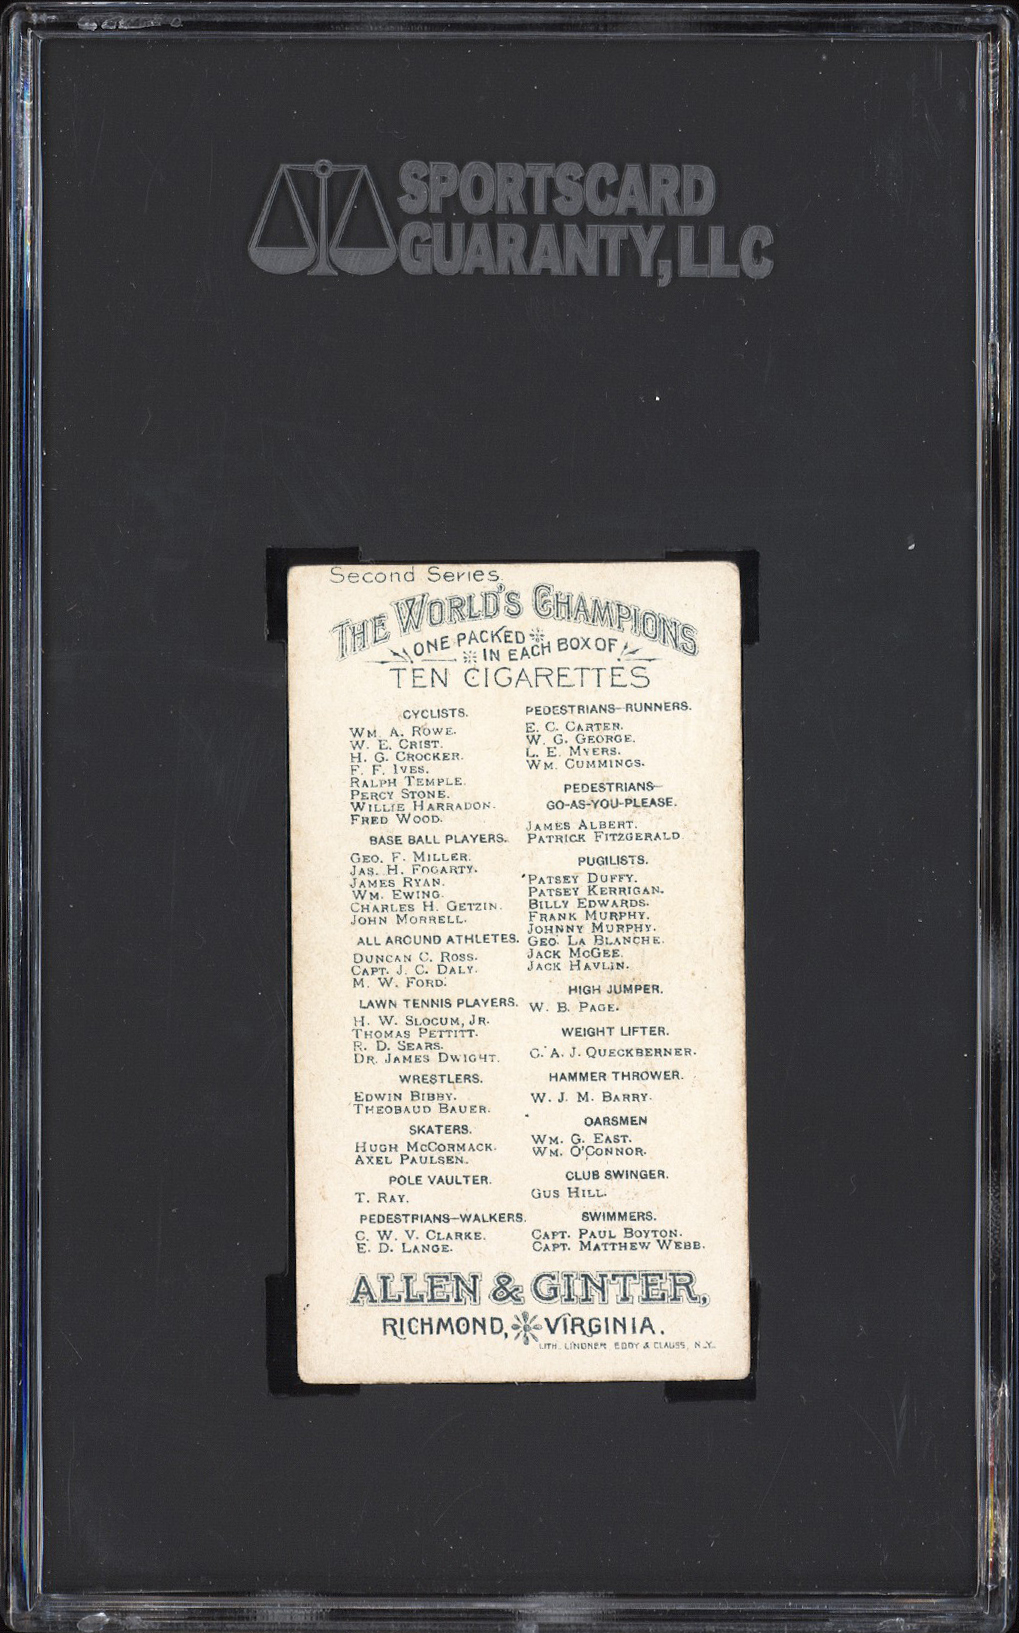 SPORTSCARD
GUARANTY, LLC
Second Series
THE WORLD'S CHAMPIONS
ONE PACKED
IN EACH BOX OF
TEN CIGARETTES
CYCLISTS.
WM. A. ROWE.
W. E. CRIST.
H. G. CROCKER.
F. F. IVES.
RALPH TEMPLE.
PERCY STONE.
WILLIE HARRADON.
FRED WOOD.
BASE BALL PLAYERS.
GEO. F. MILLER.
JAS. H. FOGARTY.
JAMES RYAN.
WM. EWING.
CHARLES H. GETZIN.
JOHN MORRELL.
ALL AROUND ATHLETES.
DUNCAN C. ROSS.
CAPT. J. C. DALY.
M. W. FORD.
LAWN TENNIS PLAYERS.
H. W. SLOCUM, JR.
THOMAS PETTITT.
R. D. SEARS.
DR. JAMES DWIGHT.
WRESTLERS.
EDWIN BIBBY.
THEOBAUD BAUER.
SKATERS.
HUGH MCCORMACK.
AXEL PAULSEN.
POLE VAULTER.
T. RAY.
PEDESTRIANS-WALKERS.
C. W. V. CLARKE.
E. D. LANGE.
PEDESTRIANS-RUNNERS.
E. C. CARTER.
W. G. GEORGE.
L. E. MYERS.
WM. CUMMINGS.
PEDESTRIANS-
GO-AS-YOU-PLEASE.
JAMES ALBERT.
PATRICK FITZGERALD
PUGILISTS.
PATSEY DUFFY.
PATSEY KERRIGAN.
BILLY EDWARDS.
FRANK MURPHY.
JOHNNY MURPHY.
GEO. LA BLANCHE.
JACK MCGEE.
JACK HAVLIN.
HIGH JUMPER.
W. B. PAGE.
WEIGHT LIFTER.
C. A. J. QUECKBERNER.
HAMMER THROWER.
W. J. M. BARRY.
OARSMEN
WM. G. EAST.
WM. O'CONNOR.
CLUB SWINGER.
GUS HILL.
SWIMMERS.
CAPT. PAUL BOYTON.
CAPT. MATTHEW WEBB.
ALLEN & GINTER,
RICHMOND, VIRGINIA.
LITH. LINDNER, EDDY & CLAUSS, N.Y.